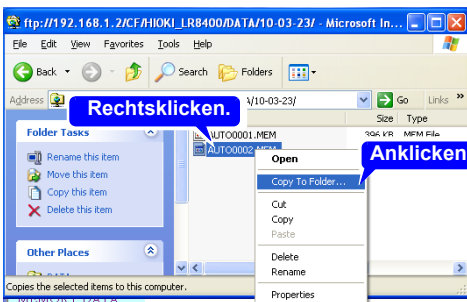 ftp://192.168.1.2/CF/HIOKI_LR8400/DATA/10-03-23/ - Microsoft In...
File Edit View Favorites Tools Help
Back Search Folders
Address A/10-03-23/ Go Links »
Rechtsklicken.
Size Type
Folder Tasks
AUTO0001.MEM 396 KB MEM File
AUTO0002.MEM
Rename this item
Move this item
Copy this item
Delete this item
Other Places
Open
Copy To Folder...
Anklicken
Cut
Copy
Paste
Delete
Rename
Properties
Copies the selected items to this computer.